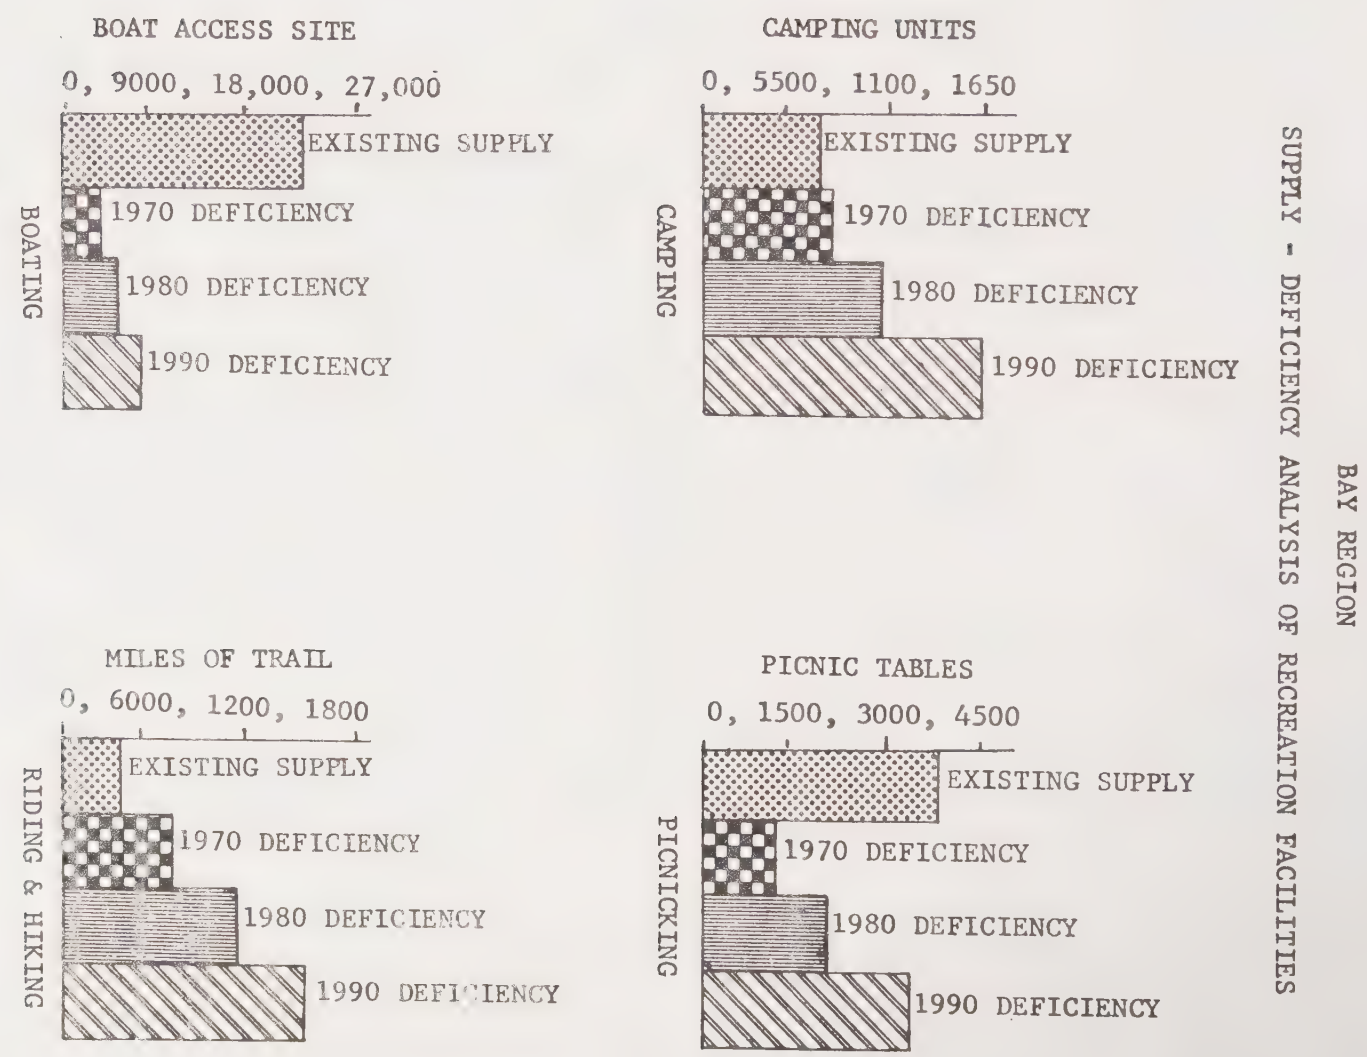 BAY REGION
SUPPLY - DEFICIENCY ANALYSIS OF RECREATION FACILITIES
BOAT ACCESS SITE
0, 9000, 18,000, 27,000
EXISTING SUPPLY
1970 DEFICIENCY
1980 DEFICIENCY
1990 DEFICIENCY
BOATING
CAMPING UNITS
0, 5500, 1100, 1650
EXISTING SUPPLY
1970 DEFICIENCY
1980 DEFICIENCY
1990 DEFICIENCY
CAMPING
MILES OF TRAIL
0, 6000, 1200, 1800
EXISTING SUPPLY
1970 DEFICIENCY
1980 DEFICIENCY
1990 DEFICIENCY
RIDING & HIKING
PICNIC TABLES
0, 1500, 3000, 4500
EXISTING SUPPLY
1970 DEFICIENCY
1980 DEFICIENCY
1990 DEFICIENCY
PICNICKING